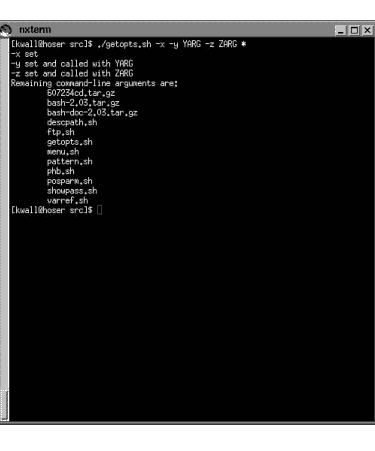 nxterm
[kwall@hoser src]$ ./getopts.sh -x -y YARG -z ZARG *
-x set
-y set and called with YARG
-z set and called with ZARG
Remaining command-line arguments are:
607234cd.tar.gz
bash-2.03.tar.gz
bash-doc-2.03.tar.gz
descpath.sh
ftp.sh
getopts.sh
menu.sh
pattern.sh
phb.sh
posparm.sh
showpass.sh
varref.sh
[kwall@hoser src]$